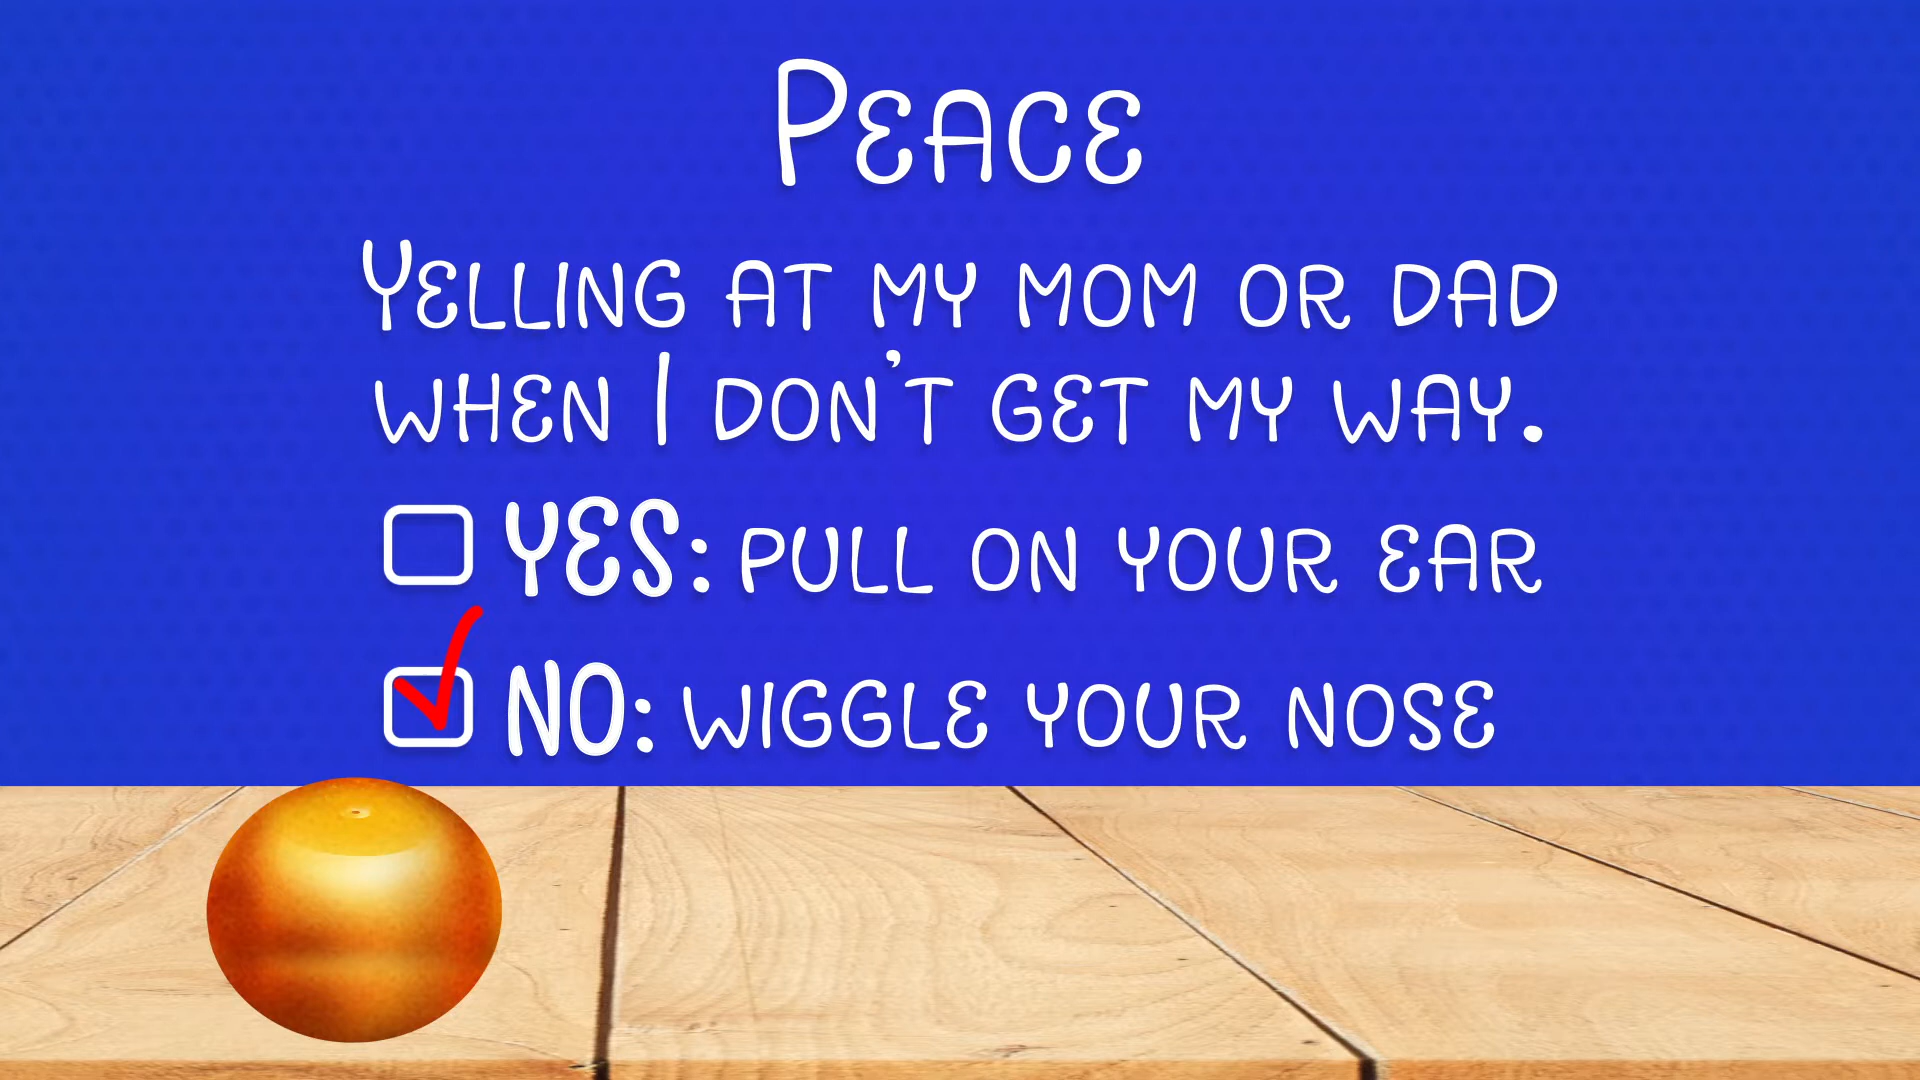 Peace
Yelling at my mom or dad
when I don't get my way.
YES: pull on your ear
NO: wiggle your nose